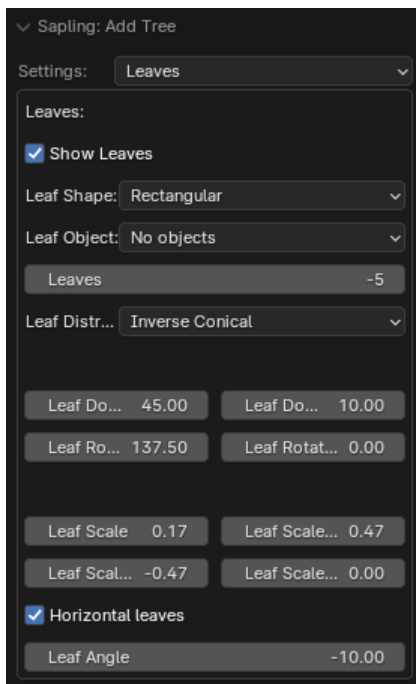 Sapling: Add Tree
Settings: Leaves
Leaves:
Show Leaves
Leaf Shape: Rectangular
Leaf Object: No objects
Leaves -5
Leaf Distr... Inverse Conical
Leaf Do... 45.00 Leaf Do... 10.00
Leaf Ro... 137.50 Leaf Rotat... 0.00
Leaf Scale 0.17 Leaf Scale... 0.47
Leaf Scal... -0.47 Leaf Scale... 0.00
Horizontal leaves
Leaf Angle -10.00